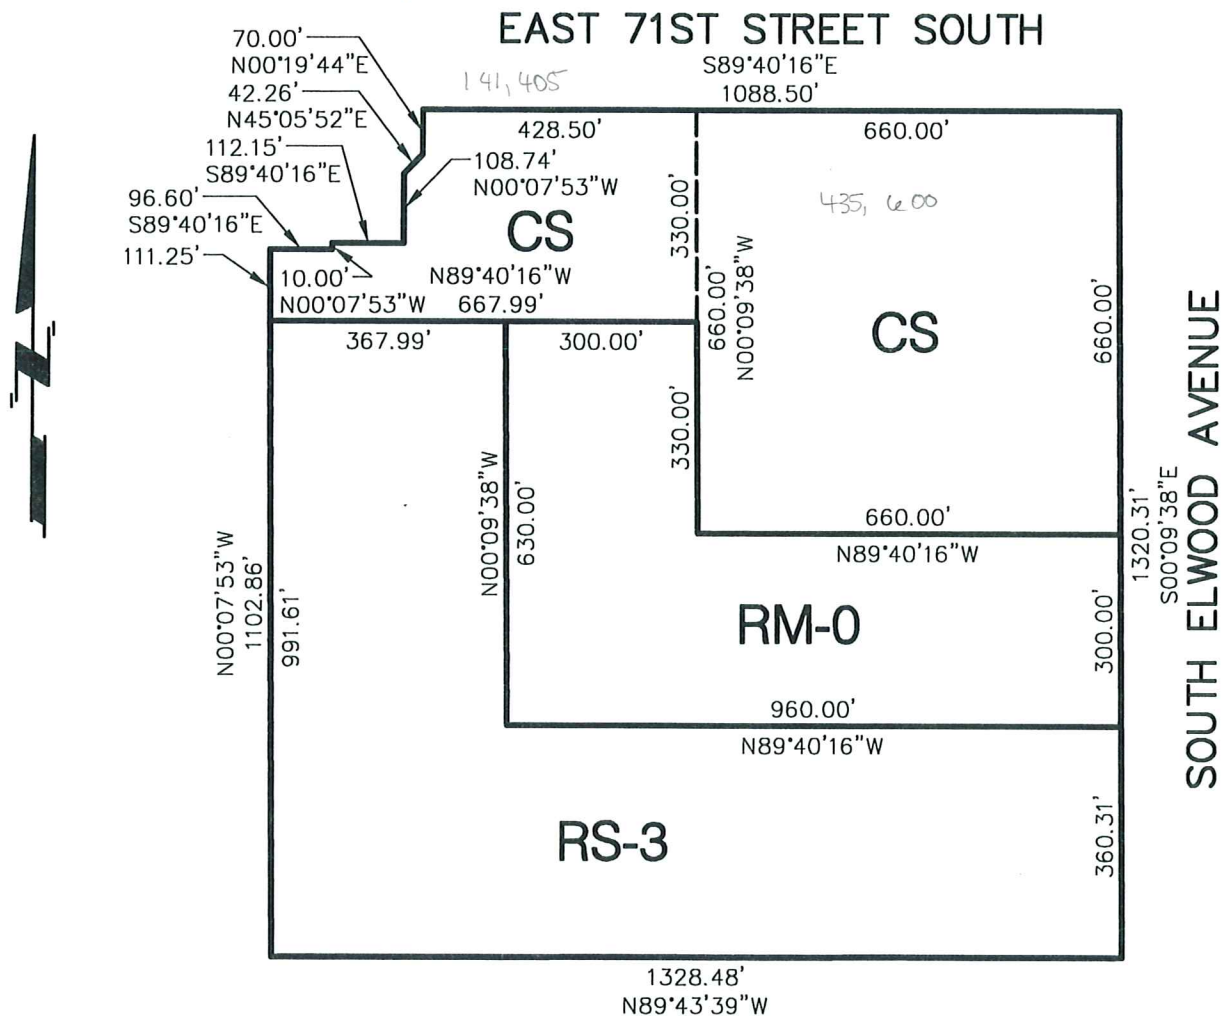 EAST 71ST STREET SOUTH
70.00'
N00°19'44"E
141,405
S89°40'16"E
1088.50'
42.26'
N45°05'52"E
428.50'
660.00'
112.15'
S89°40'16"E
108.74'
N00°07'53"W
96.60'
S89°40'16"E
111.25'
330.00'
435,600
CS
10.00'
N00°07'53"W
N89°40'16"W
667.99'
660.00'
N00°09'38"W
CS
660.00'
367.99'
300.00'
330.00'
N00°09'38"W
630.00'
660.00'
N89°40'16"W
1320.31'
S00°09'38"E
SOUTH ELWOOD AVENUE
N00°07'53"W
1102.86'
991.61'
RM-0
300.00'
960.00'
N89°40'16"W
RS-3
360.31'
1328.48'
N89°43'39"W